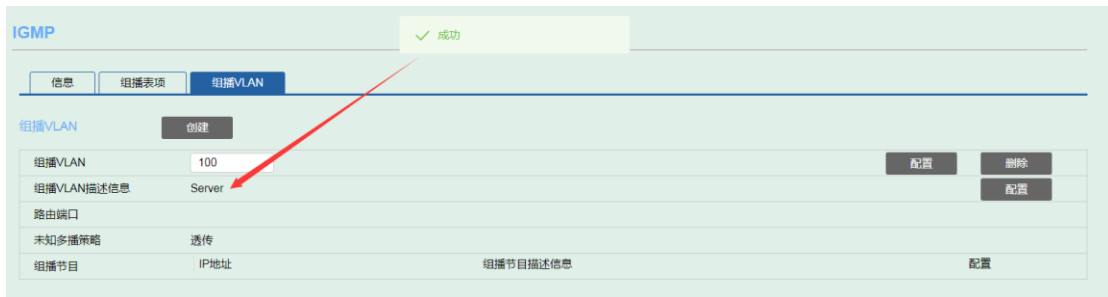 IGMP
成功
信息 组播表项 组播VLAN
组播VLAN 创建
组播VLAN 100 配置 删除
组播VLAN描述信息 Server 配置
路由端口
未知多播策略 透传
组播节目 IP地址 组播节目描述信息 配置